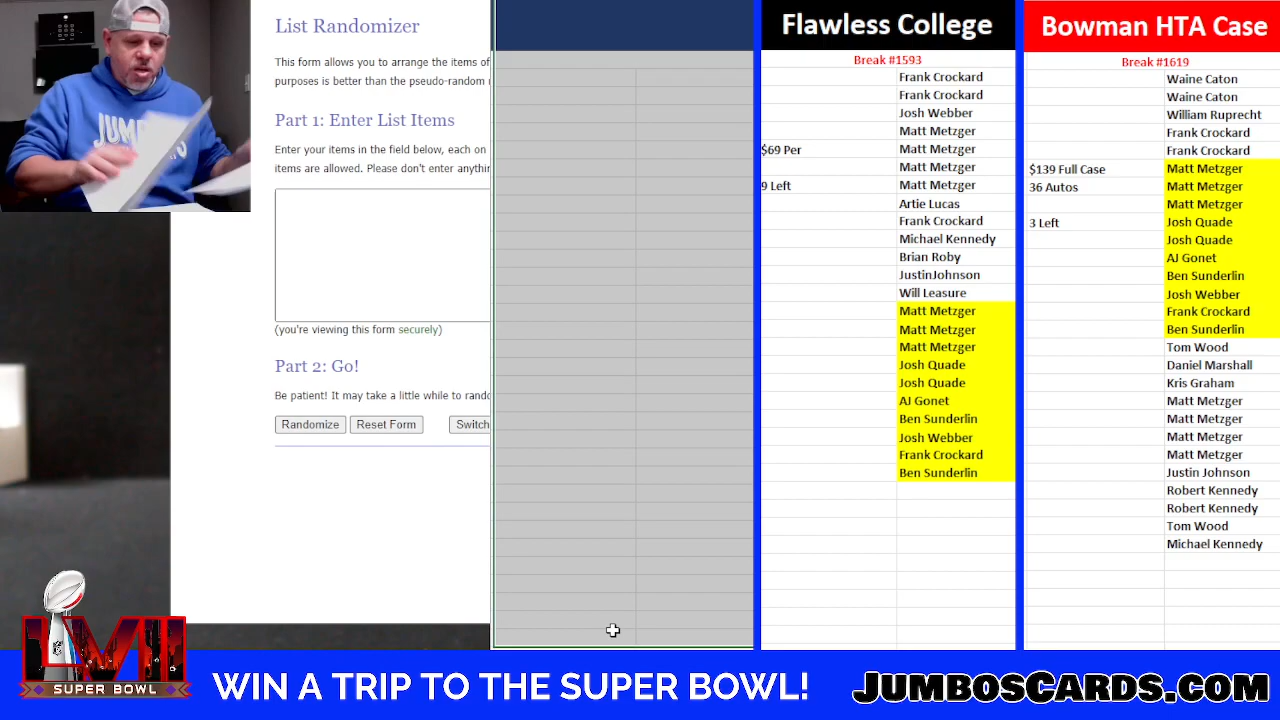 List Randomizer
This form allows you to arrange the items of
purposes is better than the pseudo-random
Part 1: Enter List Items
Enter your items in the field below, each on
items are allowed. Please don't enter anythin
(you're viewing this form securely)
Part 2: Go!
Be patient! It may take a little while to rando
Randomize
Reset Form
Switch
Flawless College
Break #1593
Frank Crockard
Frank Crockard
Josh Webber
Matt Metzger
$69 Per Matt Metzger
Matt Metzger
9 Left Matt Metzger
Artie Lucas
Frank Crockard
Michael Kennedy
Brian Roby
JustinJohnson
Will Leasure
Matt Metzger
Matt Metzger
Matt Metzger
Josh Quade
Josh Quade
AJ Gonet
Ben Sunderlin
Josh Webber
Frank Crockard
Ben Sunderlin
Bowman HTA Case
Break #1619
Waine Caton
Waine Caton
William Ruprecht
Frank Crockard
Frank Crockard
$139 Full Case Matt Metzger
36 Autos Matt Metzger
Matt Metzger
3 Left Josh Quade
Josh Quade
AJ Gonet
Ben Sunderlin
Josh Webber
Frank Crockard
Ben Sunderlin
Tom Wood
Daniel Marshall
Kris Graham
Matt Metzger
Matt Metzger
Matt Metzger
Matt Metzger
Justin Johnson
Robert Kennedy
Robert Kennedy
Tom Wood
Michael Kennedy
LVII
SUPER BOWL
WIN A TRIP TO THE SUPER BOWL!
JUMBOSCARDS.COM